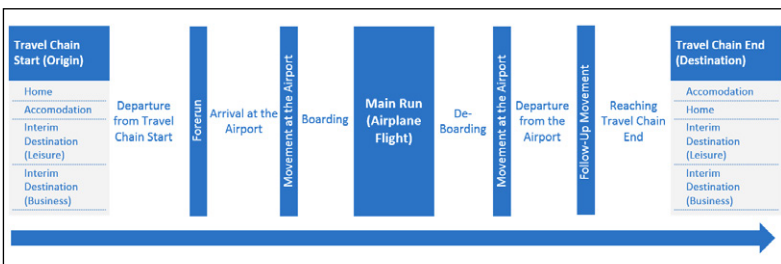 Travel Chain
Start (Origin)
Home
Accomodation
Interim
Destination
(Leisure)
Interim
Destination
(Business)
Departure
from Travel
Chain Start
Forerun
Arrival at the
Airport
Movement at the Airport
Boarding
Main Run
(Airplane
Flight)
De-
Boarding
Movement at the Airport
Departure
from the
Airport
Follow-Up Movement
Reaching
Travel Chain
End
Travel Chain End
(Destination)
Accomodation
Home
Interim
Destination
(Leisure)
Interim
Destination
(Business)